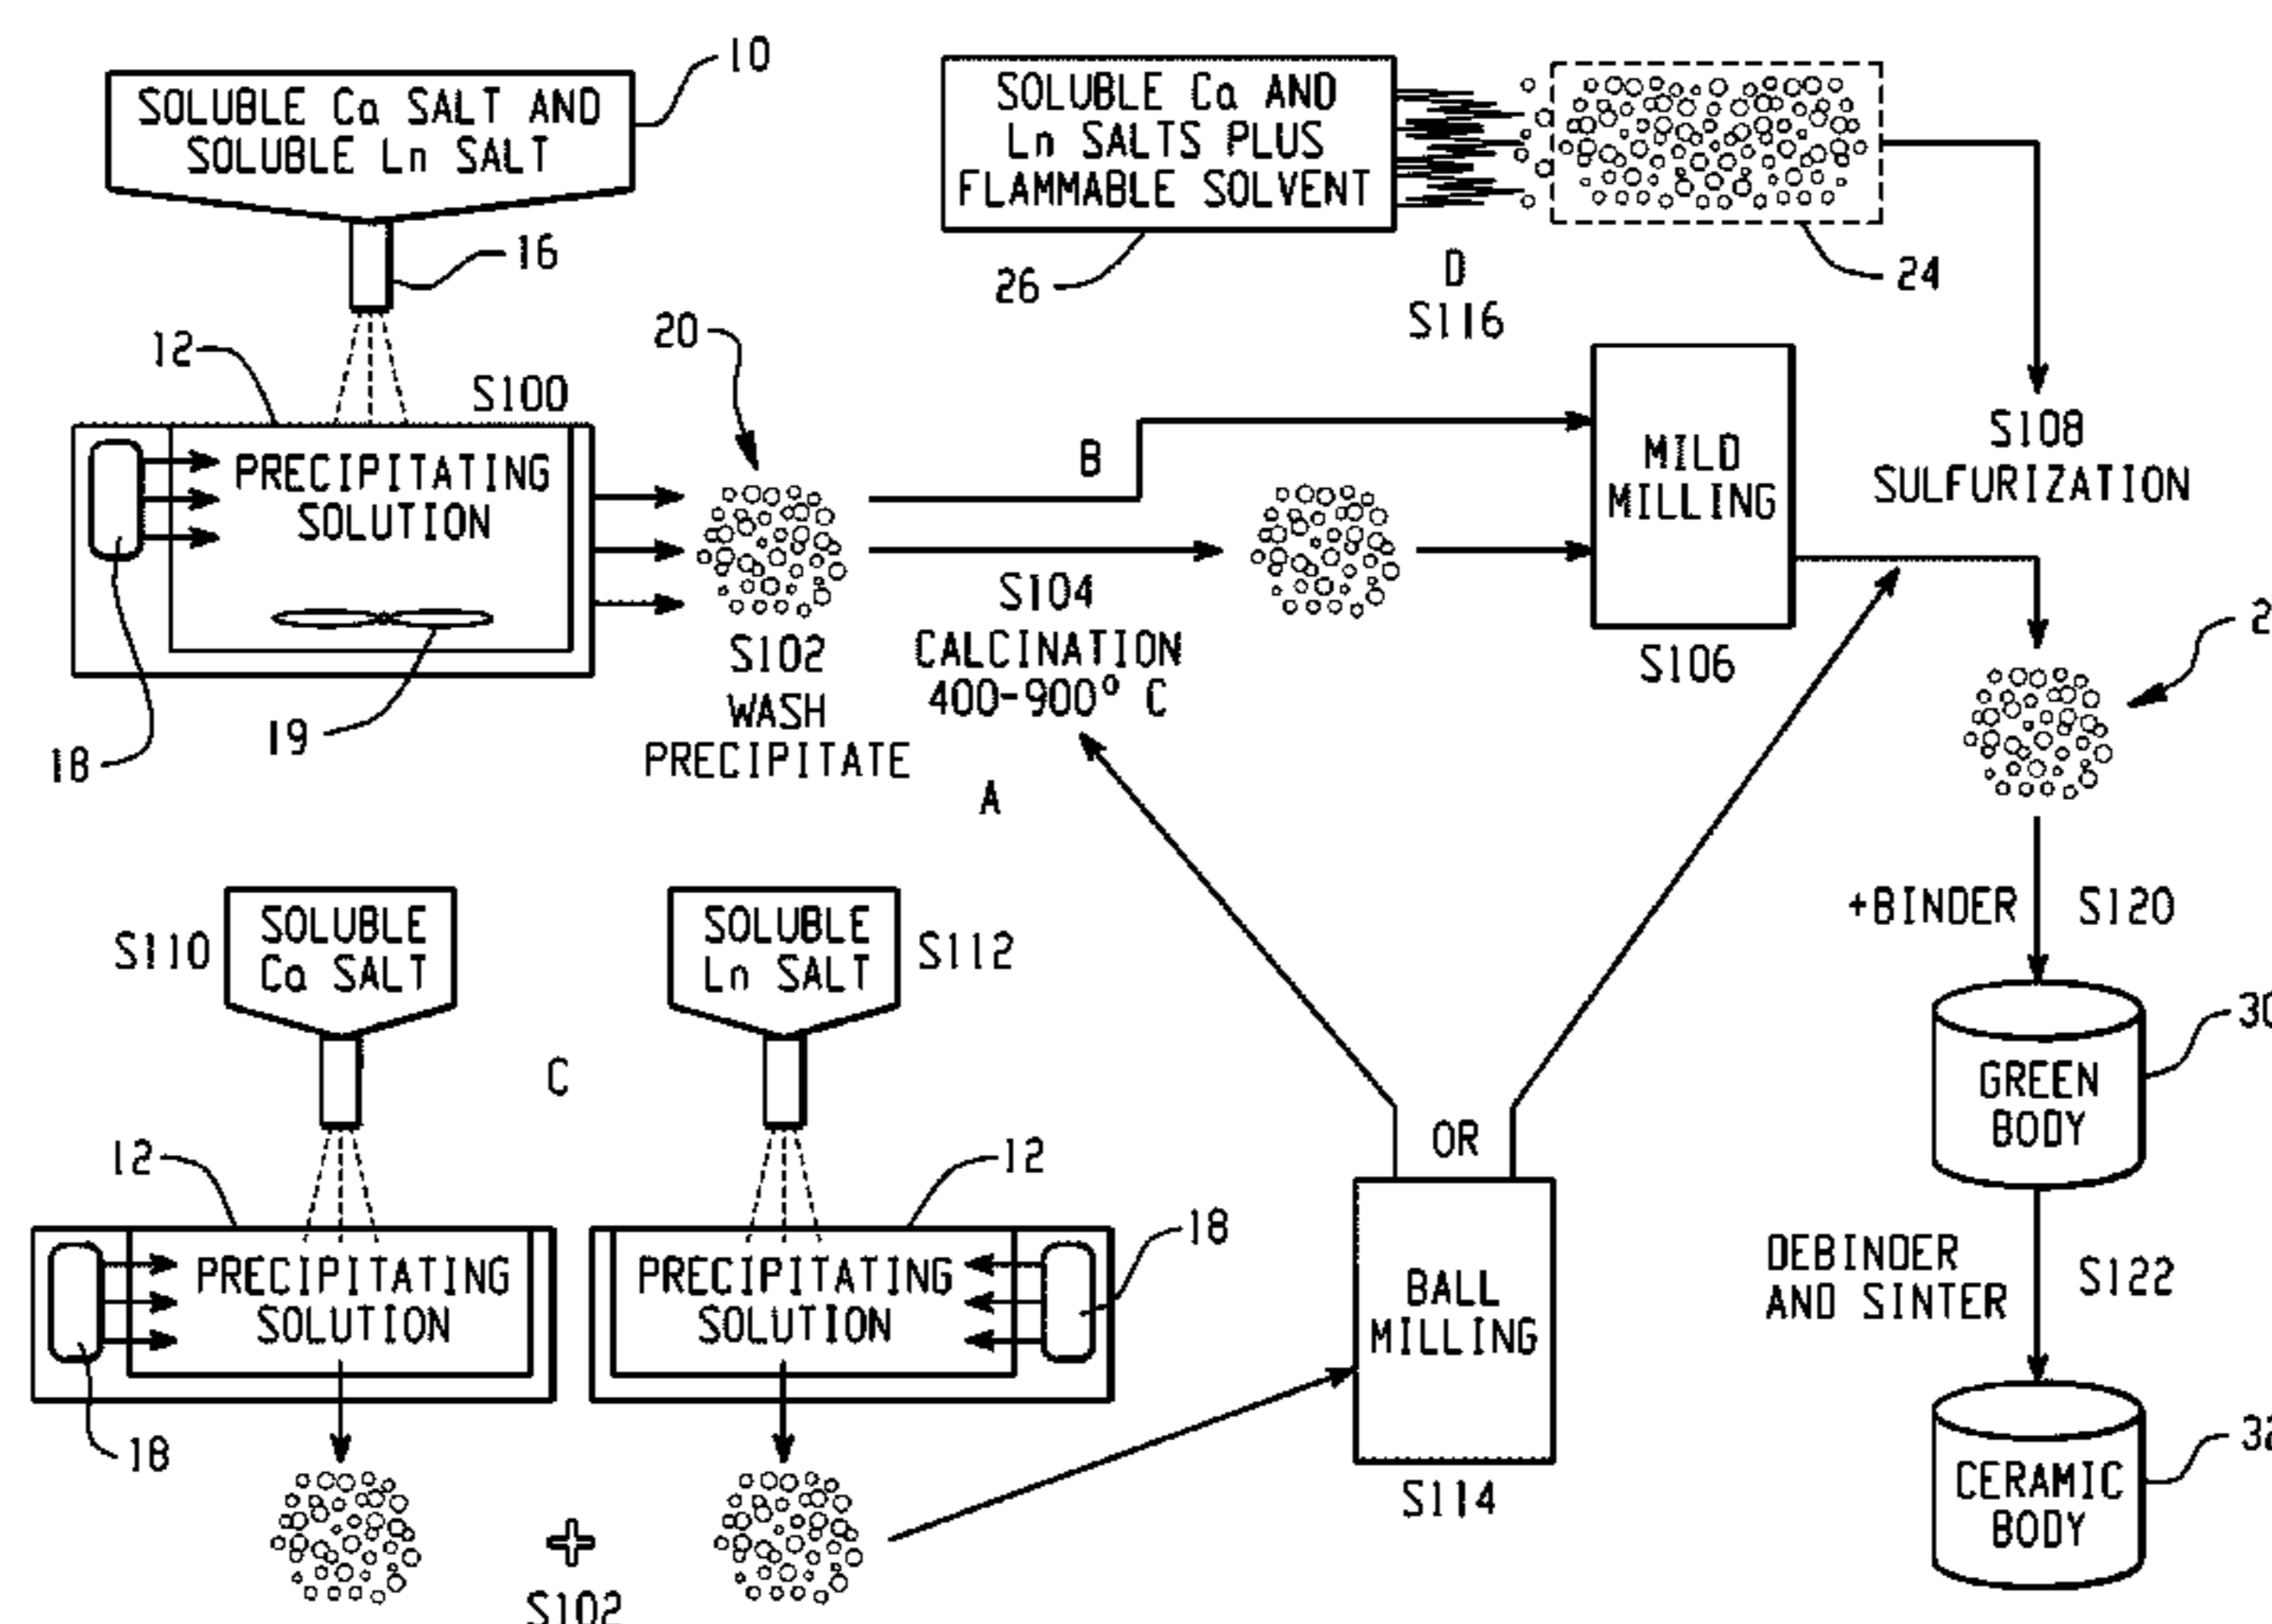 10
SOLUBLE Ca SALT AND
SOLUBLE Ln SALT
16
12
S100
PRECIPITATING
SOLUTION
18
19
20
S102
WASH
PRECIPITATE
B
S104
CALCINATION
400-900° C
A
SOLUBLE Ca AND
Ln SALTS PLUS
FLAMMABLE SOLVENT
26
D
S116
24
MILD
MILLING
S106
S108
SULFURIZATION
+BINDER
S120
GREEN
BODY
DEBINDER
AND SINTER
S122
CERAMIC
BODY
S110
SOLUBLE
Ca SALT
SOLUBLE
Ln SALT
S112
C
12
PRECIPITATING
SOLUTION
18
12
PRECIPITATING
SOLUTION
18
+
S102
OR
BALL
MILLING
S114